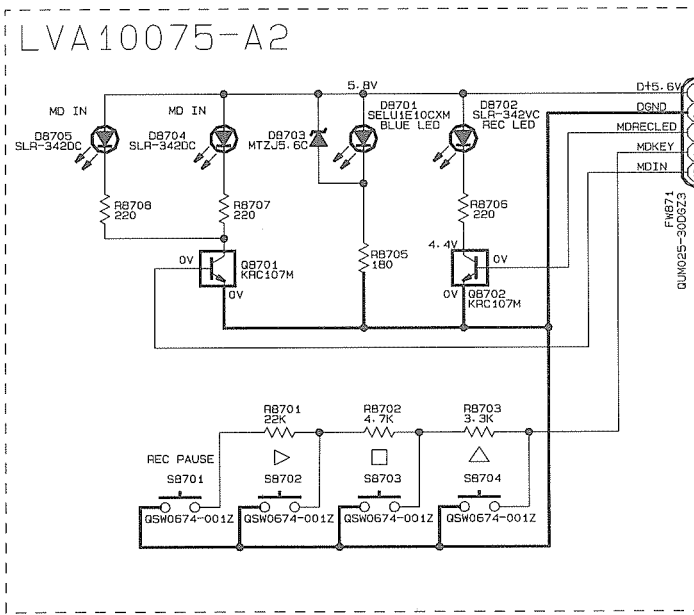 LVA10075-A2
5.8V
D+5.6V
DGND
MDRECLED
MDKEY
MDIN
FW871
QUM025-30DGZ3
MD IN
D8705
SLR-342DC
MD IN
D8704
SLR-342DC
D8703
MTZJ5.6C
D8701
SELU1E10CXM
BLUE LED
D8702
SLR-342VC
REC LED
R8708
220
R8707
220
R8706
220
R8705
180
4.4V
0V
Q8701
KRC107M
0V
0V
0V
Q8702
KRC107M
R8701
22K
R8702
4.7K
R8703
3.3K
REC PAUSE
S8701
S8702
S8703
S8704
QSW0674-001Z
QSW0674-001Z
QSW0674-001Z
QSW0674-001Z